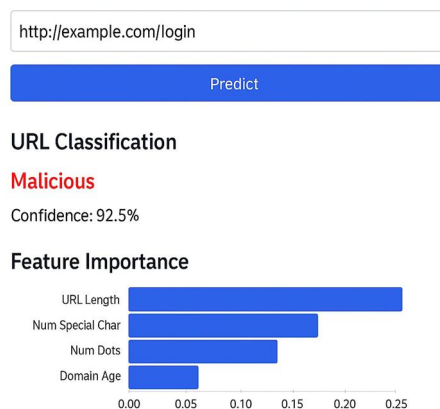 http://example.com/login
Predict
URL Classification
Malicious
Confidence: 92.5%
Feature Importance
URL Length
Num Special Char
Num Dots
Domain Age
0.00 0.05 0.10 0.15 0.20 0.25